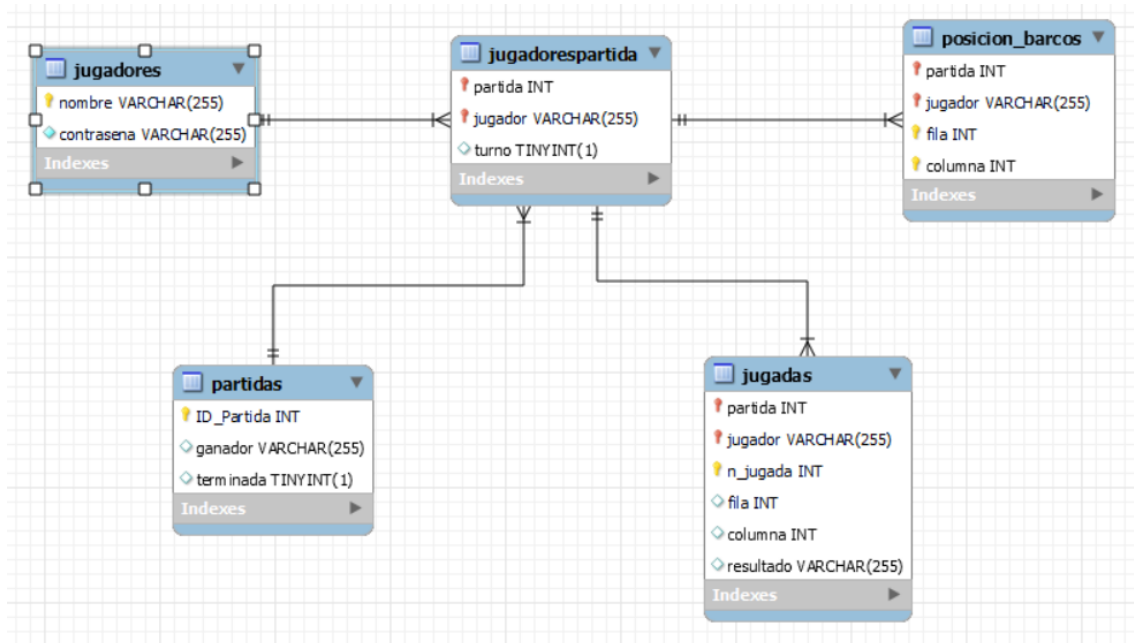 jugadores
nombre VARCHAR(255)
contrasena VARCHAR(255)
Indexes
jugadorespartida
partida INT
jugador VARCHAR(255)
turno TINYINT(1)
Indexes
posicion_barcos
partida INT
jugador VARCHAR(255)
fila INT
columna INT
Indexes
partidas
ID_Partida INT
ganador VARCHAR(255)
terminada TINYINT(1)
Indexes
jugadas
partida INT
jugador VARCHAR(255)
n_jugada INT
fila INT
columna INT
resultado VARCHAR(255)
Indexes